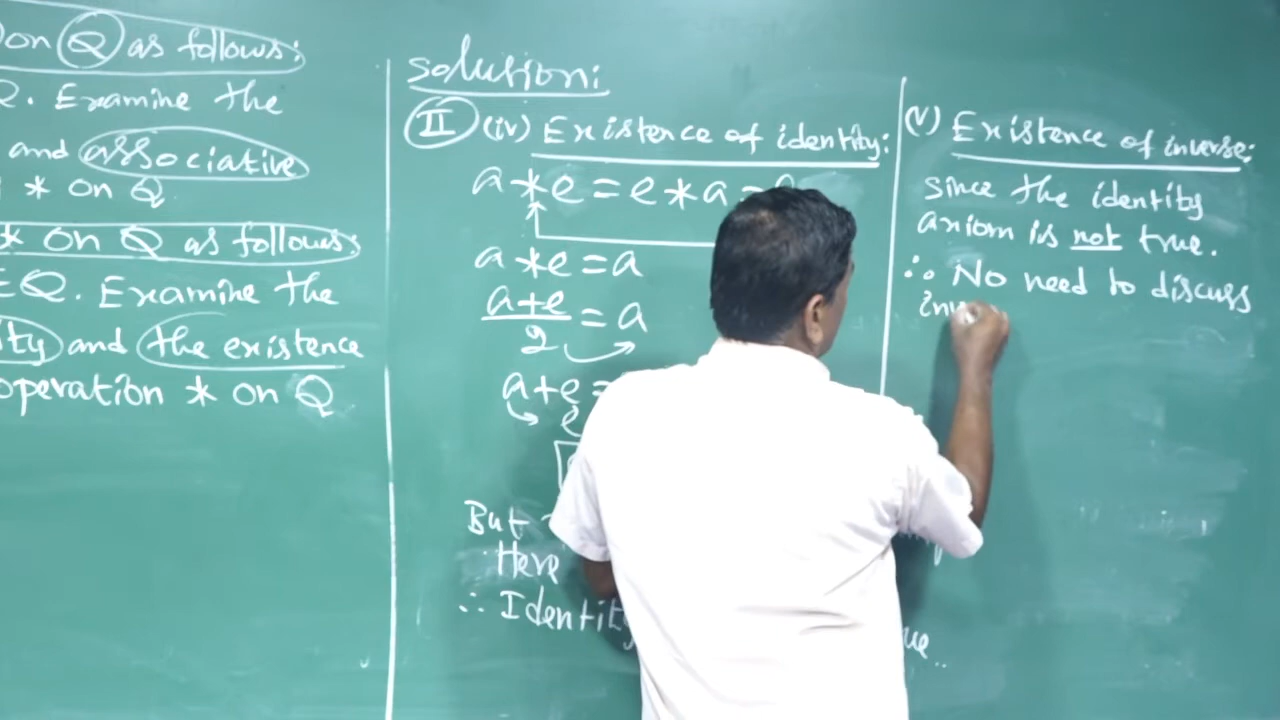 on Q as follows:
Q. Examine the
and associative
* on Q
* on Q as follows:
EQ. Examine the
ity and the existence
operation * on Q
solution:
II (iv) Existence of identity:
a * e = e * a =
a * e = a
a+e
— = a
2
a + e =
e
But
Here
∴ Identity
ue.
(v) Existence of inverse:
since the identity
axiom is not true.
∴ No need to discuss
inv